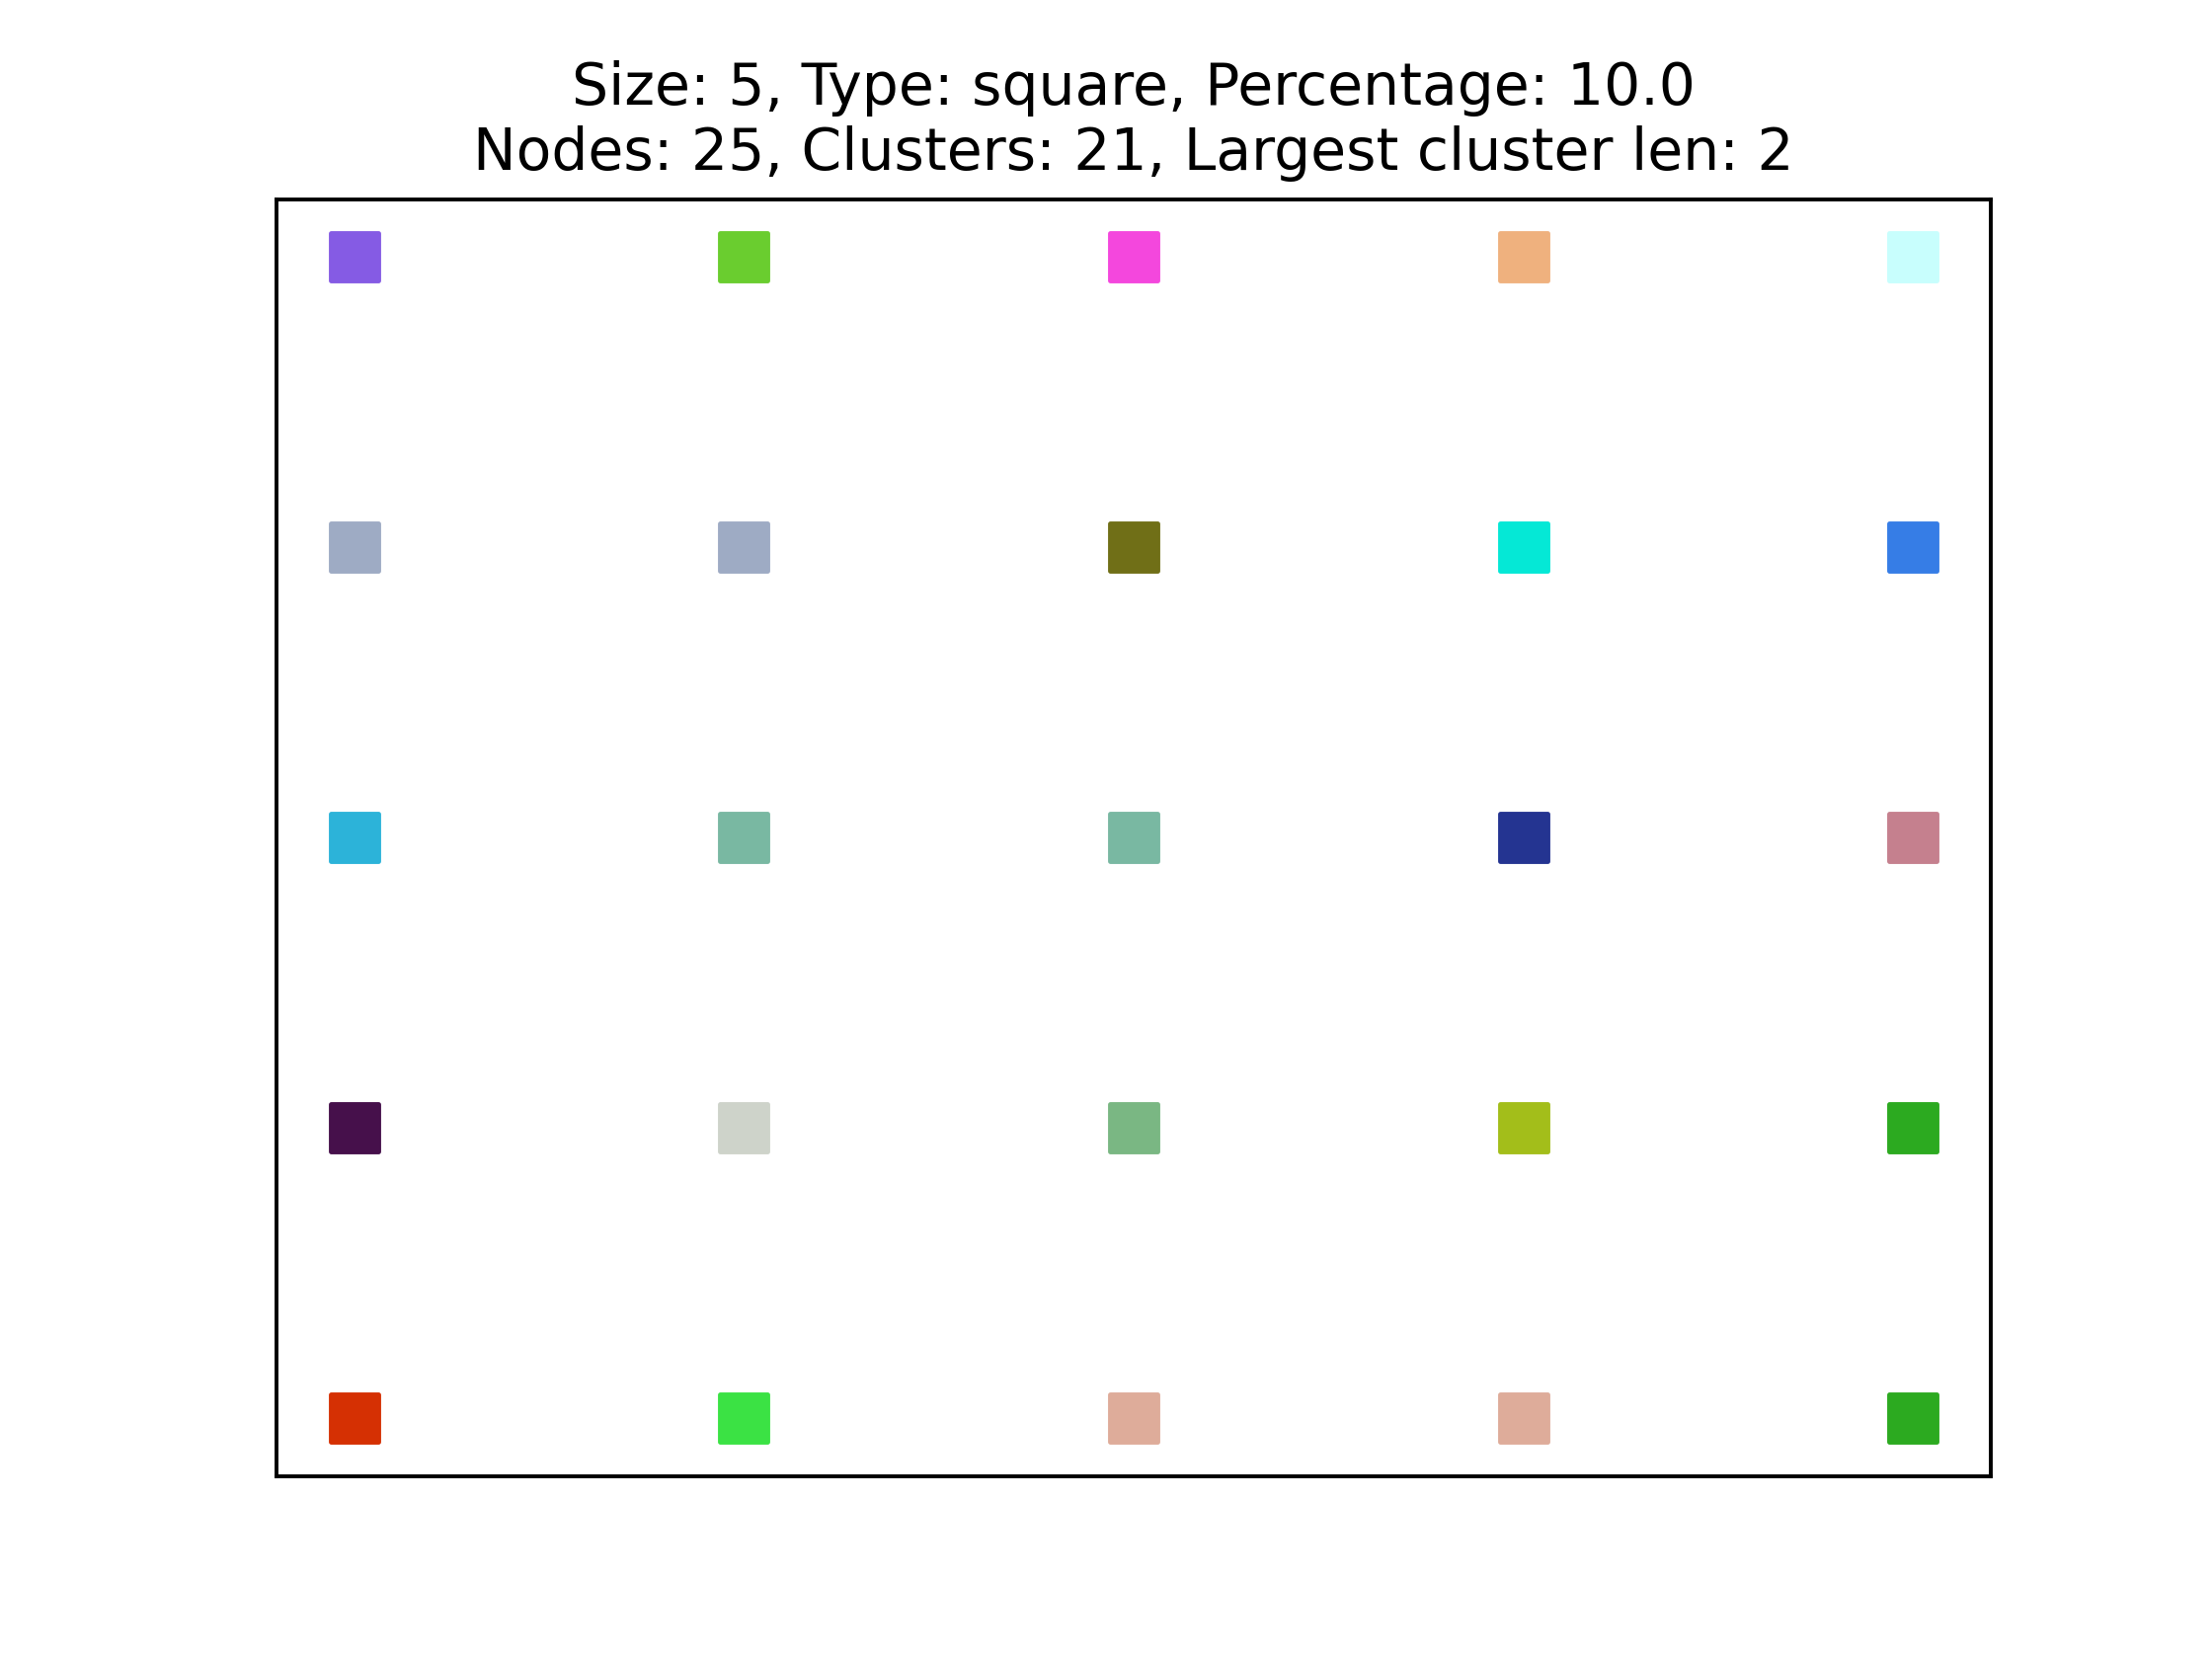 Size: 5, Type: square, Percentage: 10.0
Nodes: 25, Clusters: 21, Largest cluster len: 2